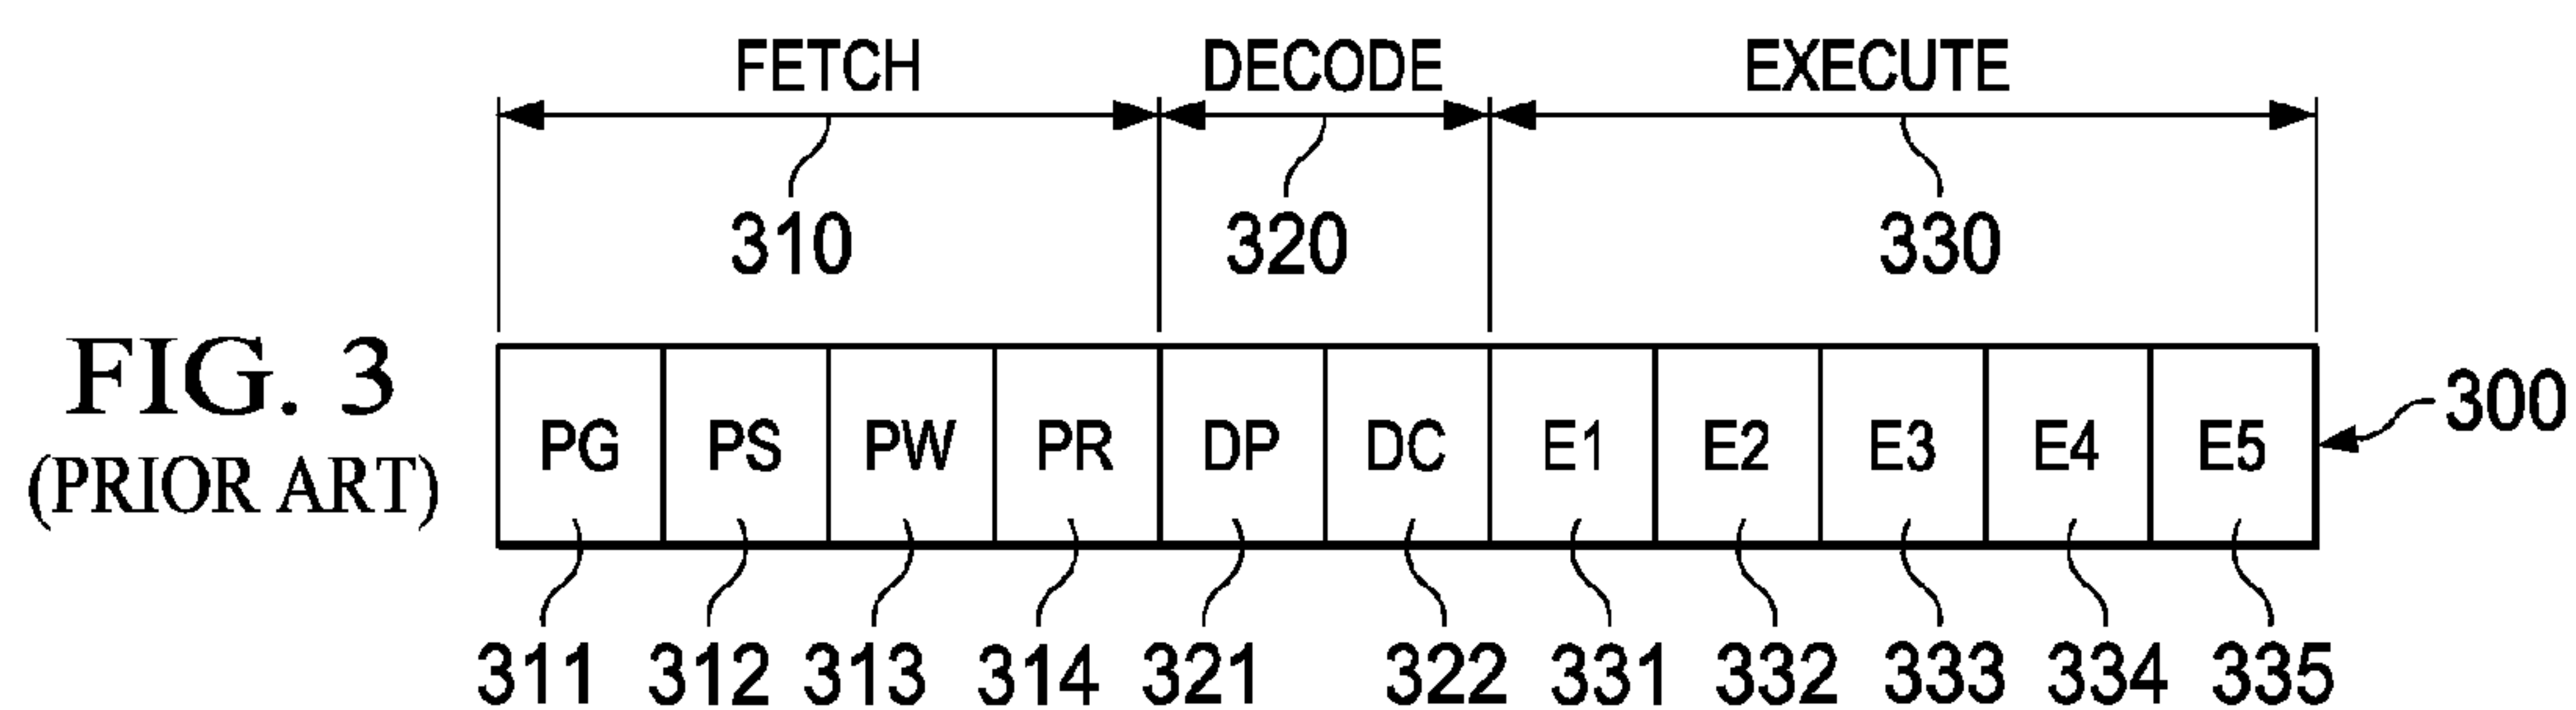 FETCH DECODE EXECUTE
310 320 330
FIG. 3
(PRIOR ART)
PG PS PW PR DP DC E1 E2 E3 E4 E5
300
311 312 313 314 321 322 331 332 333 334 335